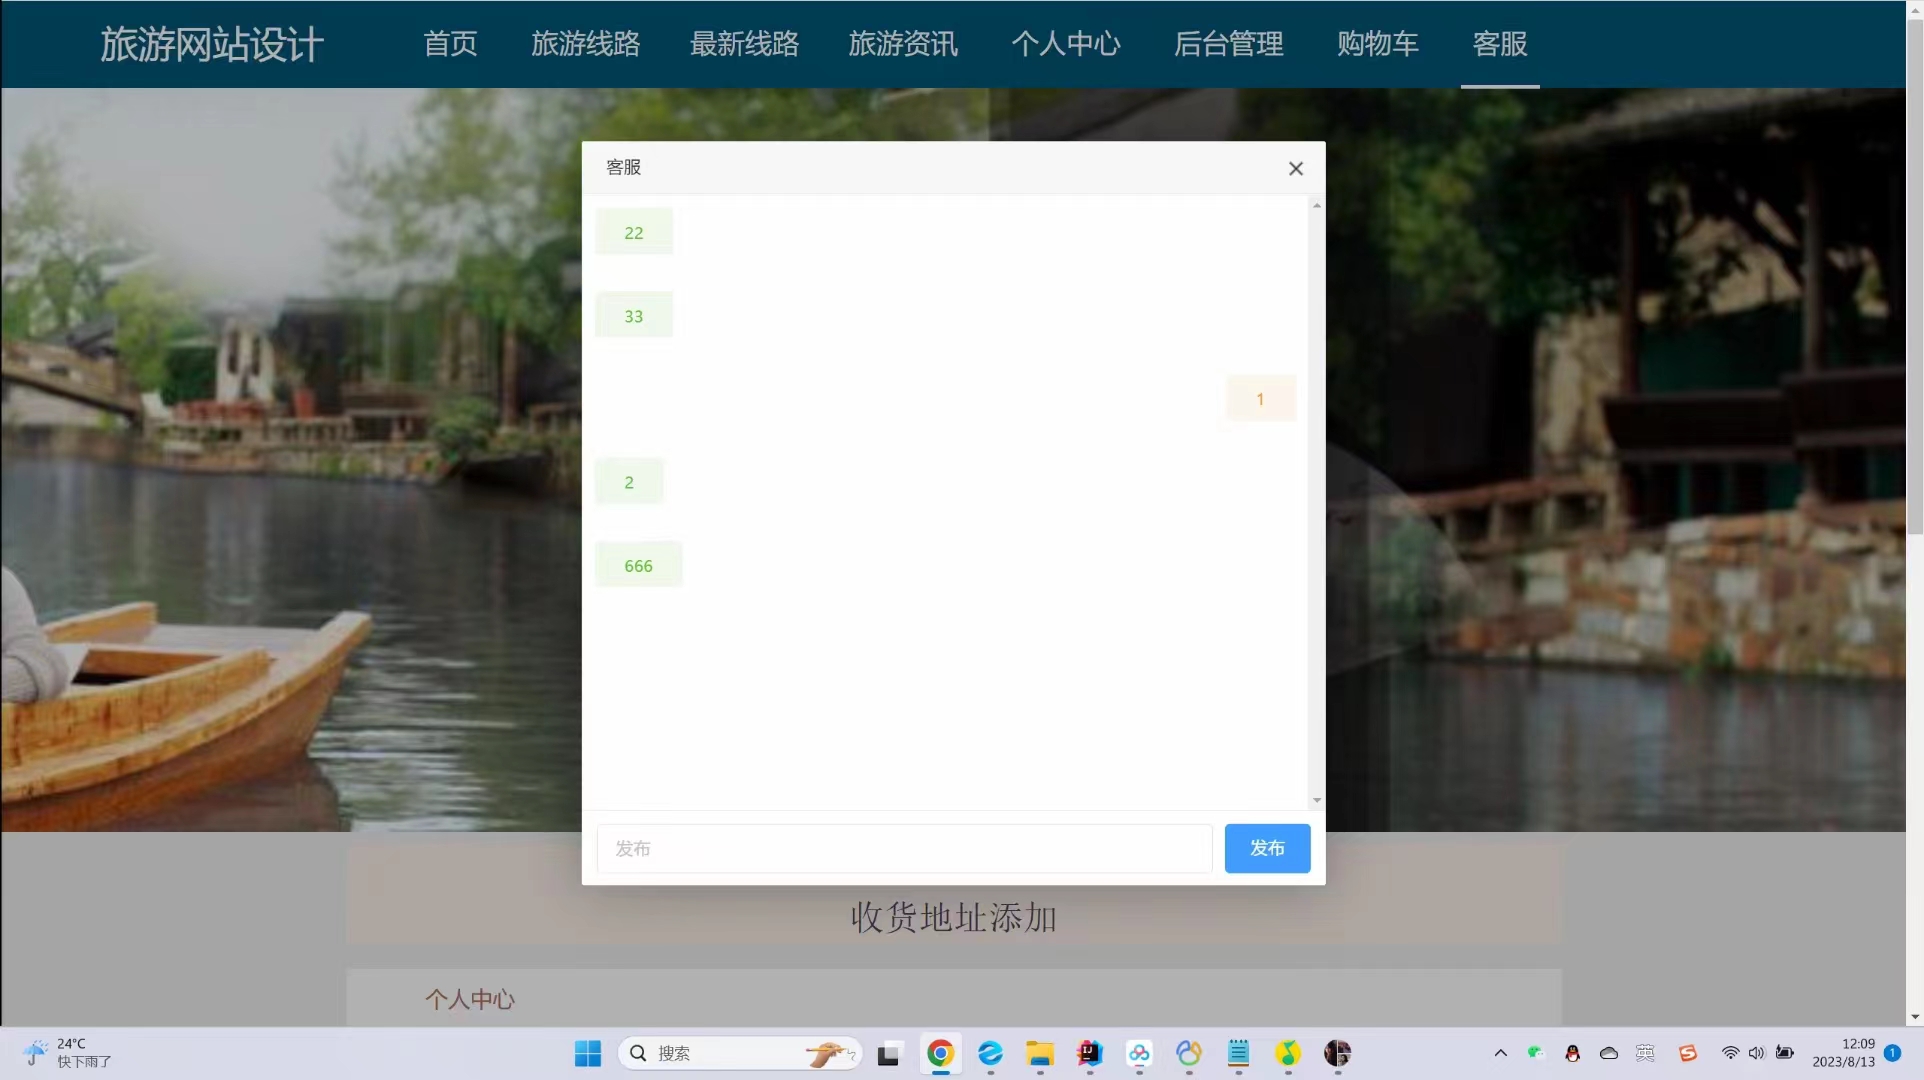 旅游网站设计 首页 旅游线路 最新线路 旅游资讯 个人中心 后台管理 购物车 客服
客服
22
33
1
2
666
发布 发布
收货地址添加
个人中心
24°C
快下雨了
搜索
英
12:09
2023/8/13
1